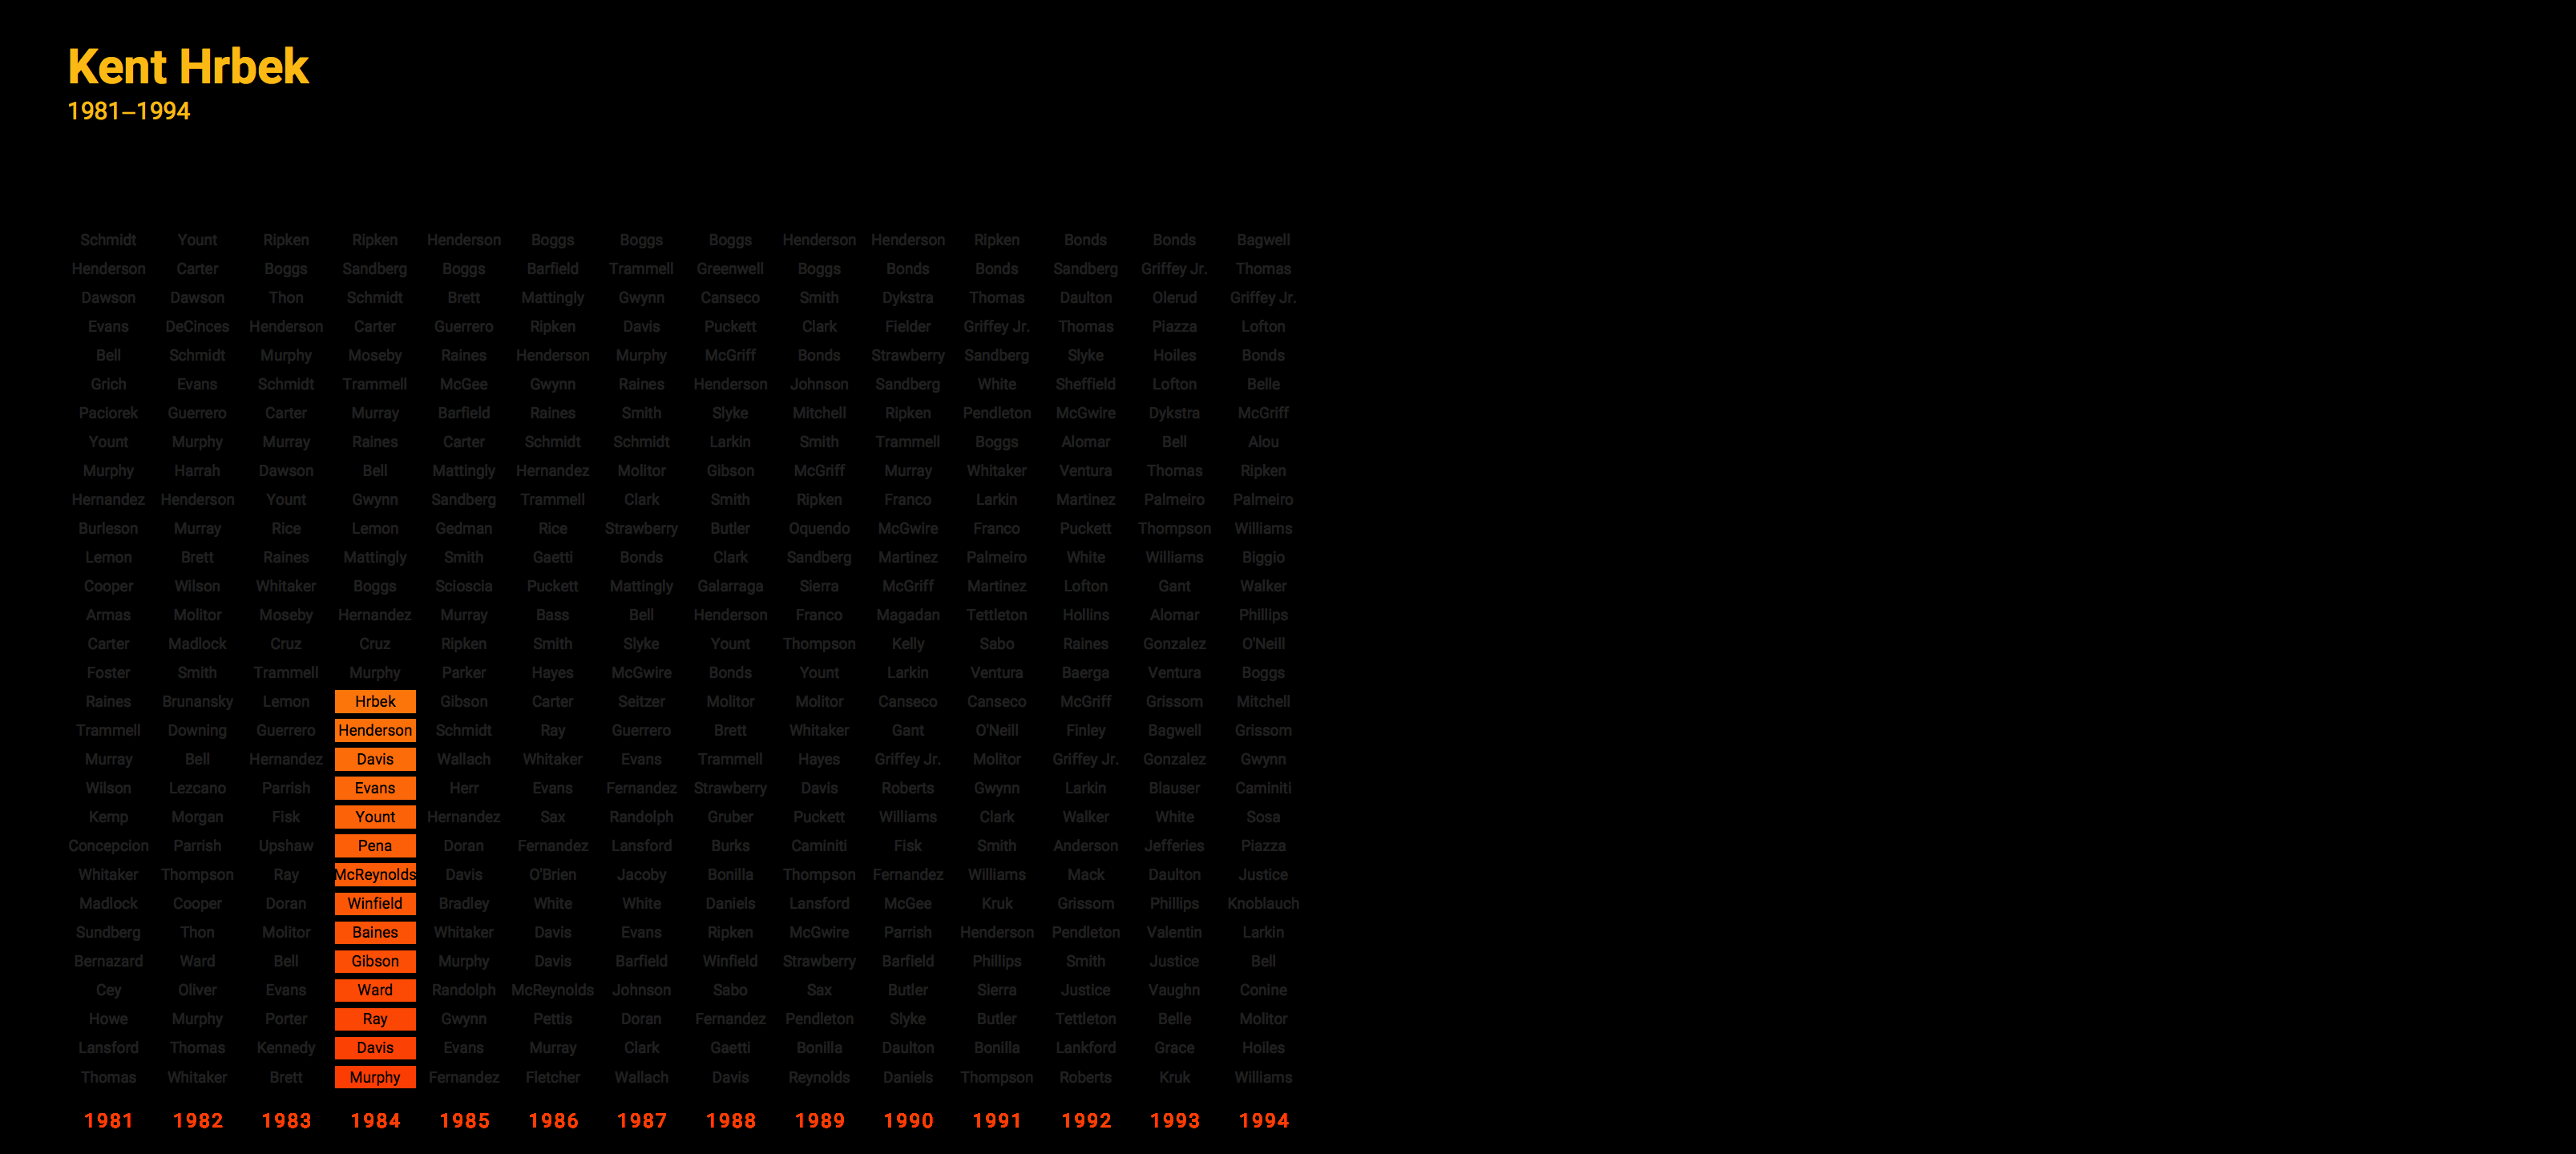 Kent Hrbek
1981–1994
Schmidt Yount Ripken Ripken Henderson Boggs Boggs Boggs Henderson Henderson Ripken Bonds Bonds Bagwell
Henderson Carter Boggs Sandberg Boggs Barfield Trammell Greenwell Boggs Bonds Bonds Sandberg Griffey Jr. Thomas
Dawson Dawson Thon Schmidt Brett Mattingly Gwynn Canseco Smith Dykstra Thomas Daulton Olerud Griffey Jr.
Evans DeCinces Henderson Carter Guerrero Ripken Davis Puckett Clark Fielder Griffey Jr. Thomas Piazza Lofton
Bell Schmidt Murphy Moseby Raines Henderson Murphy McGriff Bonds Strawberry Sandberg Slyke Hoiles Bonds
Grich Evans Schmidt Trammell McGee Gwynn Raines Henderson Johnson Sandberg White Sheffield Lofton Belle
Paciorek Guerrero Carter Murray Barfield Raines Smith Slyke Mitchell Ripken Pendleton McGwire Dykstra McGriff
Yount Murphy Murray Raines Carter Schmidt Schmidt Larkin Smith Trammell Boggs Alomar Bell Alou
Murphy Harrah Dawson Bell Mattingly Hernandez Molitor Gibson McGriff Murray Whitaker Ventura Thomas Ripken
Hernandez Henderson Yount Gwynn Sandberg Trammell Clark Smith Ripken Franco Larkin Martinez Palmeiro Palmeiro
Burleson Murray Rice Lemon Gedman Rice Strawberry Butler Oquendo McGwire Franco Puckett Thompson Williams
Lemon Brett Raines Mattingly Smith Gaetti Bonds Clark Sandberg Martinez Palmeiro White Williams Biggio
Cooper Wilson Whitaker Boggs Scioscia Puckett Mattingly Galarraga Sierra McGriff Martinez Lofton Gant Walker
Armas Molitor Moseby Hernandez Murray Bass Bell Henderson Franco Magadan Tettleton Hollins Alomar Phillips
Carter Madlock Cruz Cruz Ripken Smith Slyke Yount Thompson Kelly Sabo Raines Gonzalez O'Neill
Foster Smith Trammell Murphy Parker Hayes McGwire Bonds Yount Larkin Ventura Baerga Ventura Boggs
Raines Brunansky Lemon Hrbek Gibson Carter Seitzer Molitor Molitor Canseco Canseco McGriff Grissom Mitchell
Trammell Downing Guerrero Henderson Schmidt Ray Guerrero Brett Whitaker Gant O'Neill Finley Bagwell Grissom
Murray Bell Hernandez Davis Wallach Whitaker Evans Trammell Hayes Griffey Jr. Molitor Griffey Jr. Gonzalez Gwynn
Wilson Lezcano Parrish Evans Herr Evans Fernandez Strawberry Davis Roberts Gwynn Larkin Blauser Caminiti
Kemp Morgan Fisk Yount Hernandez Sax Randolph Gruber Puckett Williams Clark Walker White Sosa
Concepcion Parrish Upshaw Pena Doran Fernandez Lansford Burks Caminiti Fisk Smith Anderson Jefferies Piazza
Whitaker Thompson Ray McReynolds Davis O'Brien Jacoby Bonilla Thompson Fernandez Williams Mack Daulton Justice
Madlock Cooper Doran Winfield Bradley White White Daniels Lansford McGee Kruk Grissom Phillips Knoblauch
Sundberg Thon Molitor Baines Whitaker Davis Evans Ripken McGwire Parrish Henderson Pendleton Valentin Larkin
Bernazard Ward Bell Gibson Murphy Davis Barfield Winfield Strawberry Barfield Phillips Smith Justice Bell
Cey Oliver Evans Ward Randolph McReynolds Johnson Sabo Sax Butler Sierra Justice Vaughn Conine
Howe Murphy Porter Ray Gwynn Pettis Doran Fernandez Pendleton Slyke Butler Tettleton Belle Molitor
Lansford Thomas Kennedy Davis Evans Murray Clark Gaetti Bonilla Daulton Bonilla Lankford Grace Hoiles
Thomas Whitaker Brett Murphy Fernandez Fletcher Wallach Davis Reynolds Daniels Thompson Roberts Kruk Williams
1981 1982 1983 1984 1985 1986 1987 1988 1989 1990 1991 1992 1993 1994